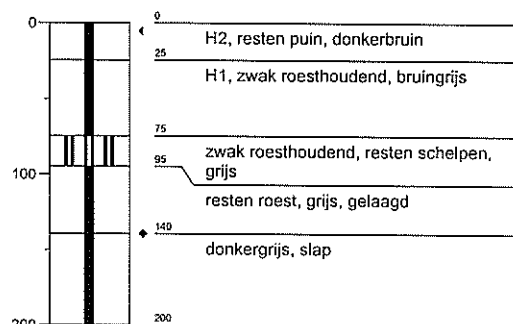 0
0
H2, resten puin, donkerbruin
25
H1, zwak roesthoudend, bruingrijs
75
zwak roesthoudend, resten schelpen,
grijs
95
100
resten roest, grijs, gelaagd
140
donkergrijs, slap
200
200